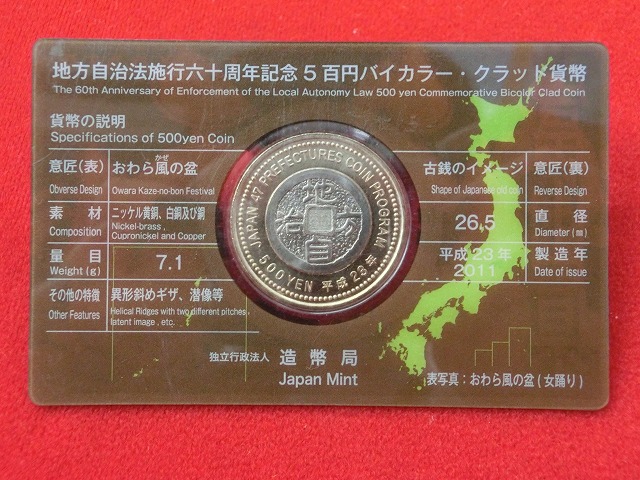 地方自治法施行六十周年記念5百円バイカラー・クラッド貨幣
The 60th Anniversary of Enforcement of the Local Autonomy Law 500 yen Commemorative Bicolor Clad Coin
貨幣の説明
Specifications of 500yen Coin
意匠(表) おわら風の盆
かぜ
Obverse Design Owara Kaze-no-bon Festival
素材 ニッケル黄銅、白銅及び銅
Composition Nickel-brass,
Cupronickel and Copper
量目 7.1
Weight (g)
その他の特徴 異形斜めギザ、潜像等
Other Features Helical Ridges with two different pitches,
latent image, etc.
JAPAN 47 PREFECTURES COIN PROGRAM
500 YEN 平成23年
古銭のイメージ 意匠(裏)
Shape of Japanese old coin Reverse Design
26.5 直径
Diameter (㎜)
平成23年 製造年
2011 Date of issue
独立行政法人 造幣局
Japan Mint
表写真:おわら風の盆(女踊り)